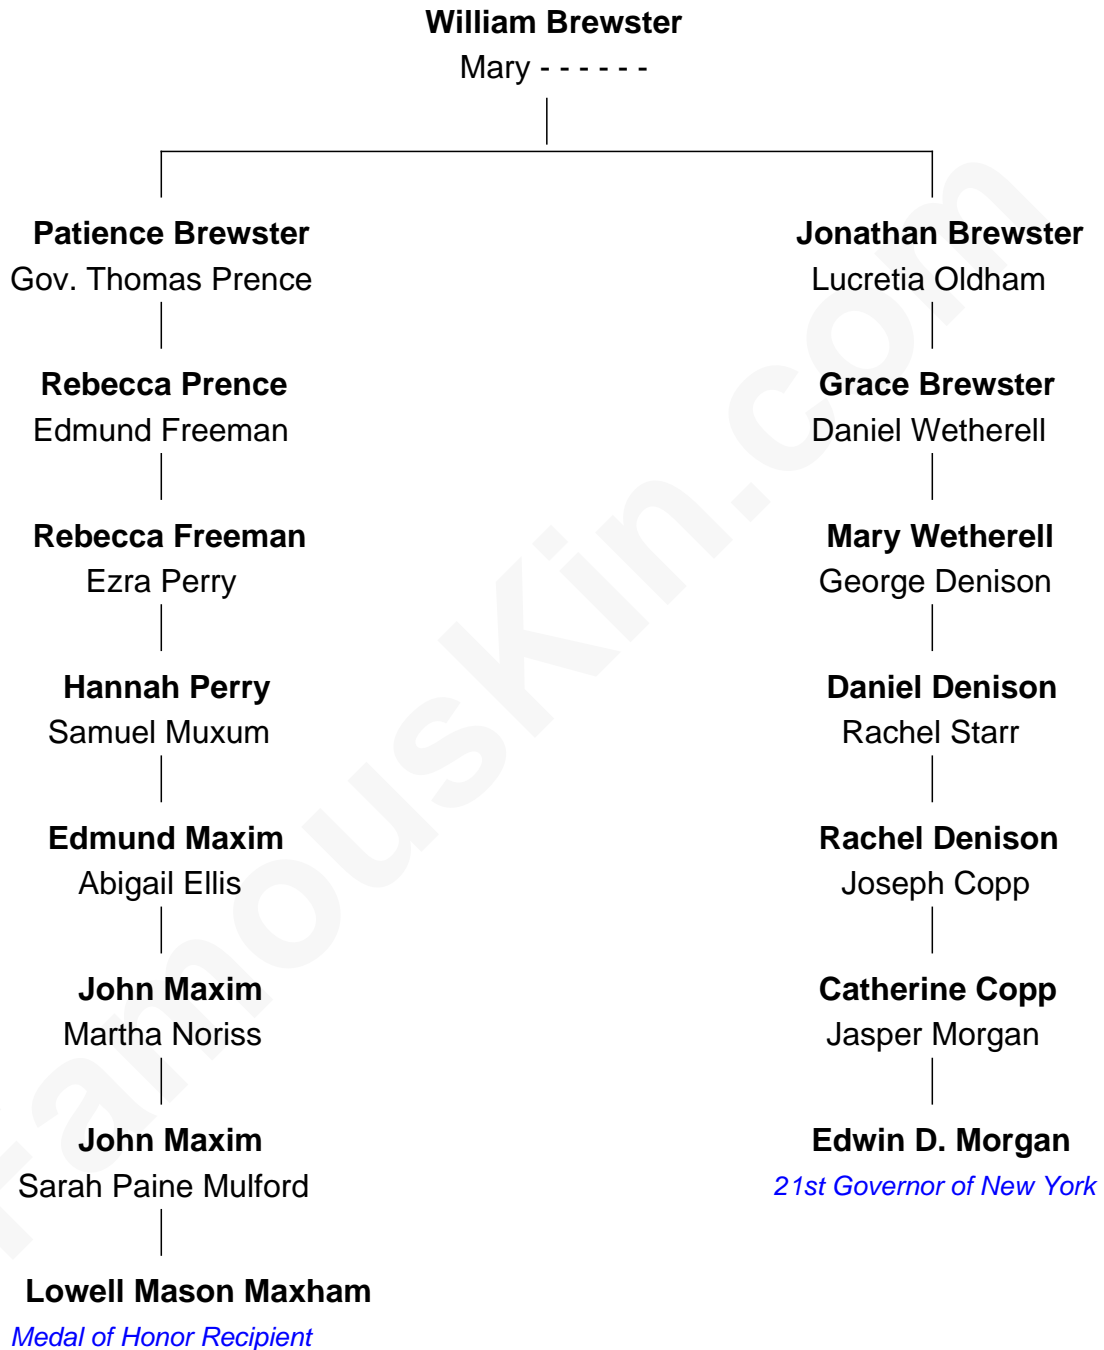 William Brewster
Mary - - - - - -
Patience Brewster
Gov. Thomas Prence
Jonathan Brewster
Lucretia Oldham
Rebecca Prence
Edmund Freeman
Grace Brewster
Daniel Wetherell
Rebecca Freeman
Ezra Perry
Mary Wetherell
George Denison
Hannah Perry
Samuel Muxum
Daniel Denison
Rachel Starr
Edmund Maxim
Abigail Ellis
Rachel Denison
Joseph Copp
John Maxim
Martha Noriss
Catherine Copp
Jasper Morgan
John Maxim
Sarah Paine Mulford
Edwin D. Morgan
21st Governor of New York
Lowell Mason Maxham
Medal of Honor Recipient
FamousKin.com